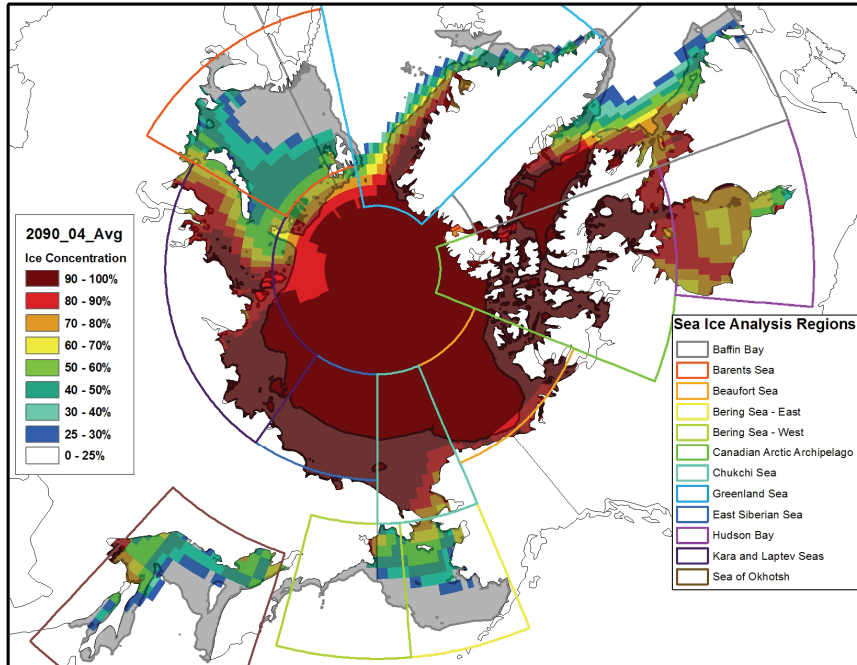 2090_04_Avg
Ice Concentration
90 - 100%
80 - 90%
70 - 80%
60 - 70%
50 - 60%
40 - 50%
30 - 40%
25 - 30%
0 - 25%
Sea Ice Analysis Regions
Baffin Bay
Barents Sea
Beaufort Sea
Bering Sea - East
Bering Sea - West
Canadian Arctic Archipelago
Chukchi Sea
Greenland Sea
East Siberian Sea
Hudson Bay
Kara and Laptev Seas
Sea of Okhotsh